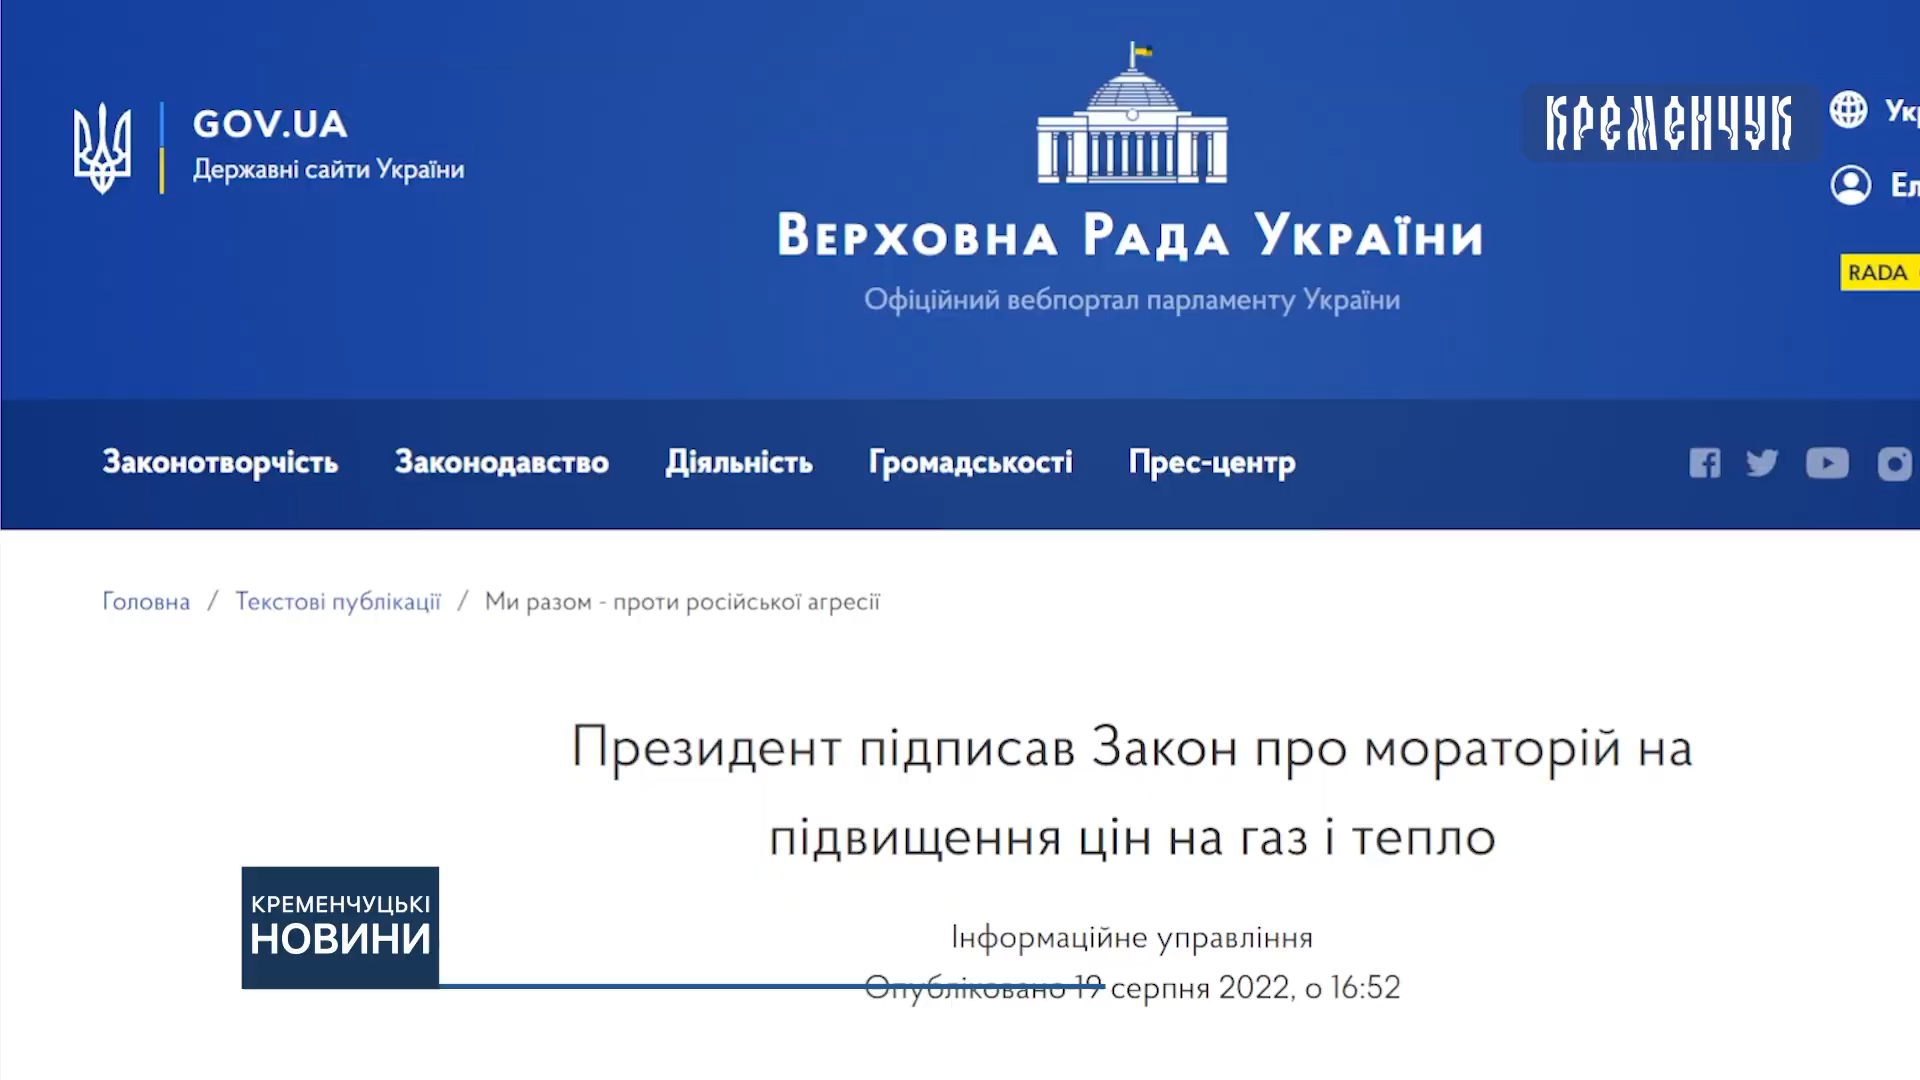 GOV.UA
Державні сайти України
Верховна Рада України
Офіційний вебпортал парламенту України
КРЕМЕНЧУК
RADA
Законотворчість Законодавство Діяльність Громадськості Прес-центр
Головна / Текстові публікації / Ми разом - проти російської агресії
Президент підписав Закон про мораторій на
підвищення цін на газ і тепло
КРЕМЕНЧУЦЬКІ
НОВИНИ
Інформаційне управління
Опубліковано 19 серпня 2022, о 16:52